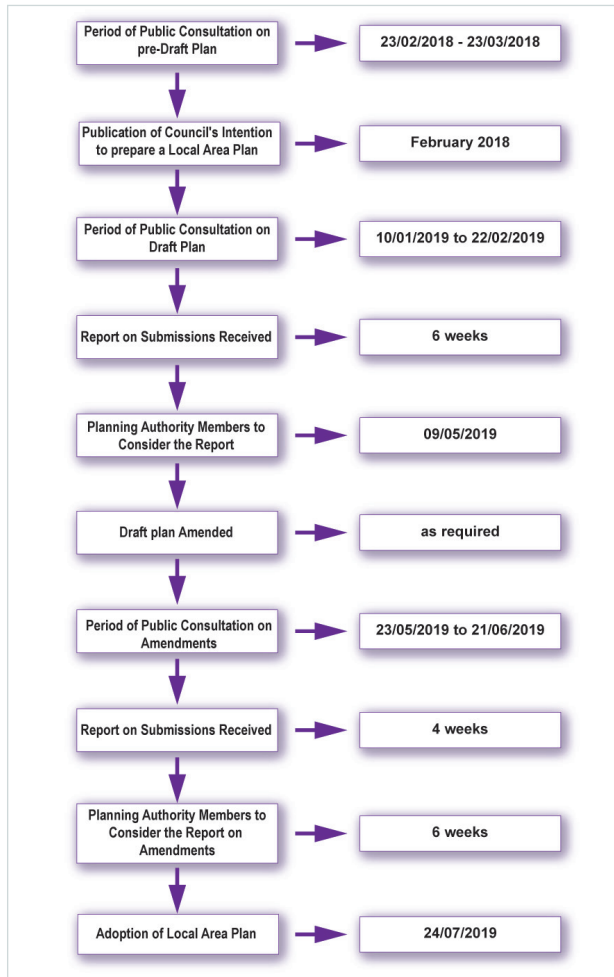 Period of Public Consultation on
pre-Draft Plan
23/02/2018 - 23/03/2018
Publication of Council's Intention
to prepare a Local Area Plan
February 2018
Period of Public Consultation on
Draft Plan
10/01/2019 to 22/02/2019
Report on Submissions Received
6 weeks
Planning Authority Members to
Consider the Report
09/05/2019
Draft plan Amended
as required
Period of Public Consultation on
Amendments
23/05/2019 to 21/06/2019
Report on Submissions Received
4 weeks
Planning Authority Members to
Consider the Report on
Amendments
6 weeks
Adoption of Local Area Plan
24/07/2019